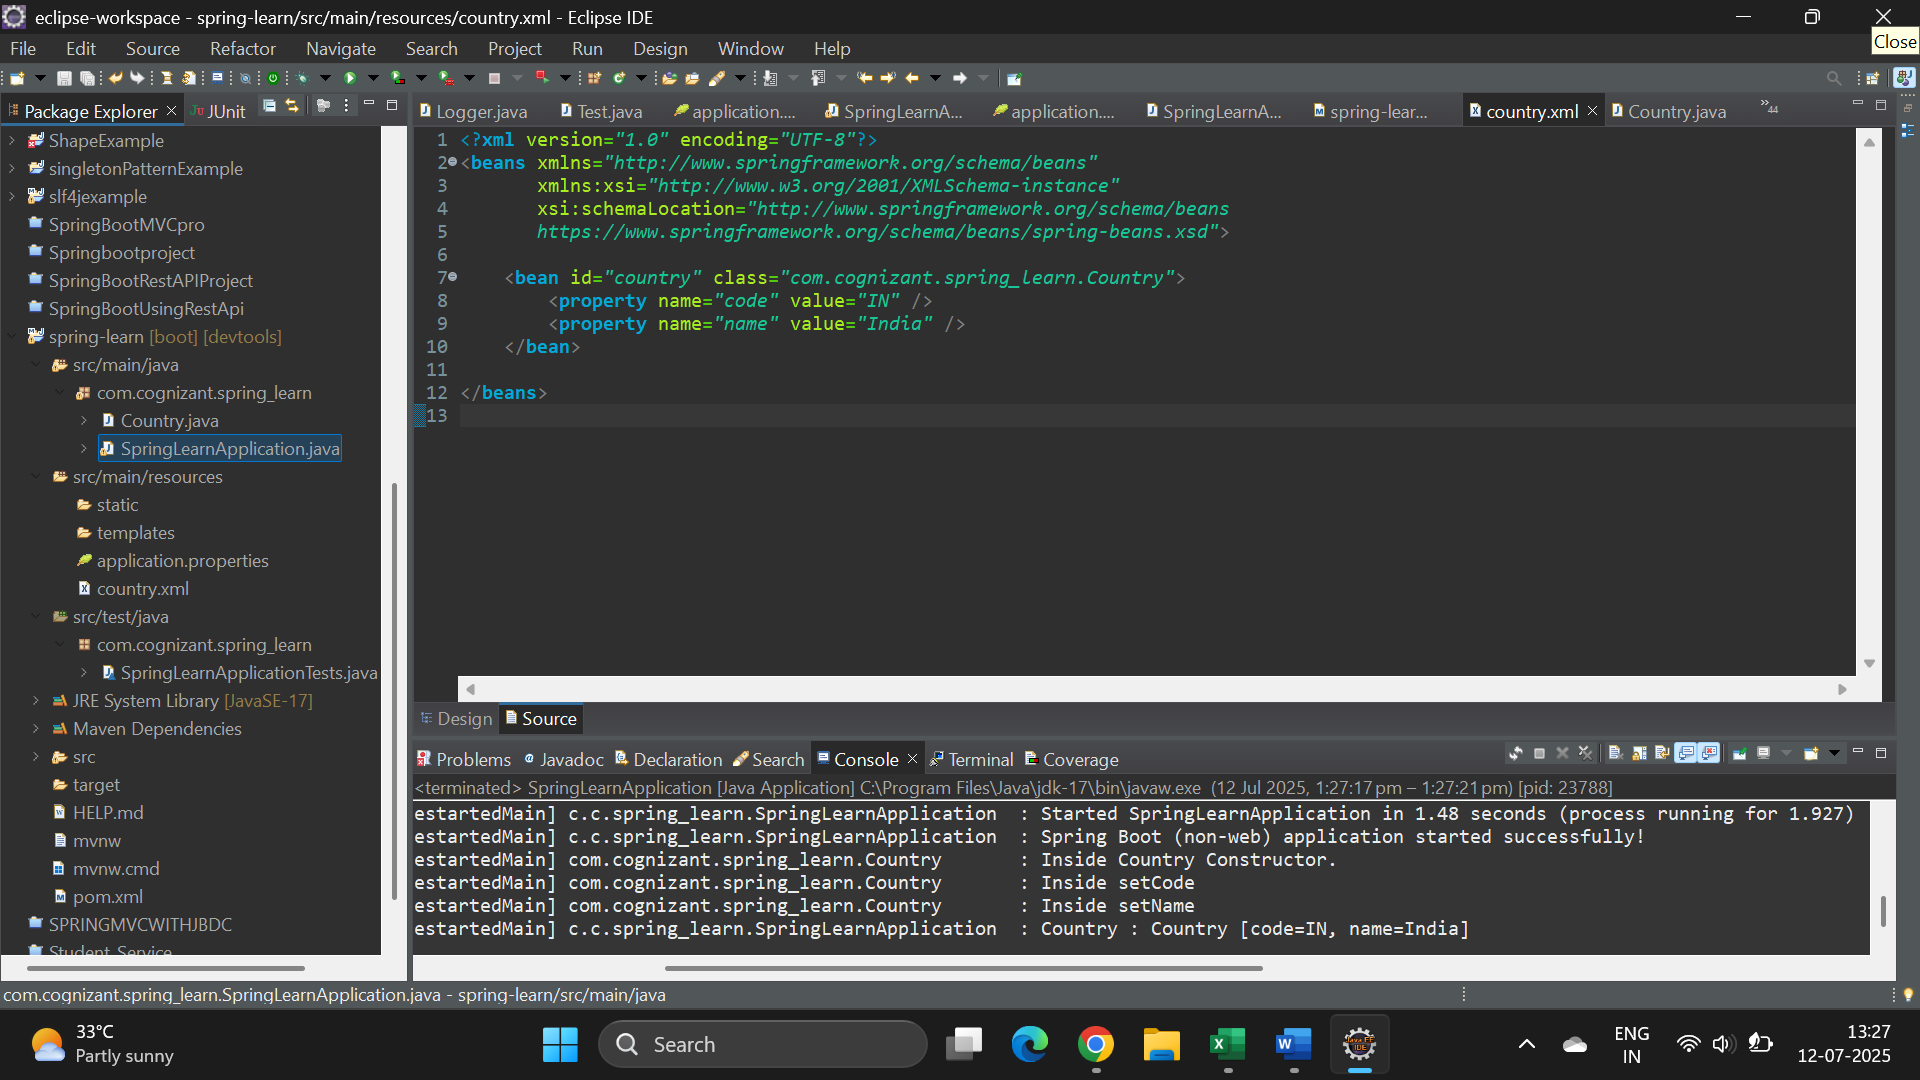 eclipse-workspace - spring-learn/src/main/resources/country.xml - Eclipse IDE
Close
File Edit Source Refactor Navigate Search Project Run Design Window Help
Package Explorer
JUnit
ShapeExample
singletonPatternExample
slf4jexample
SpringBootMVCpro
Springbootproject
SpringBootRestAPIProject
SpringBootUsingRestApi
spring-learn [boot] [devtools]
src/main/java
com.cognizant.spring_learn
Country.java
SpringLearnApplication.java
src/main/resources
static
templates
application.properties
country.xml
src/test/java
com.cognizant.spring_learn
SpringLearnApplicationTests.java
JRE System Library [JavaSE-17]
Maven Dependencies
src
target
HELP.md
mvnw
mvnw.cmd
pom.xml
SPRINGMVCWITHJBDC
Student_Service
Logger.java Test.java application.... SpringLearnA... application.... SpringLearnA... spring-lear... country.xml Country.java 44
1 <?xml version="1.0" encoding="UTF-8"?>
2 <beans xmlns="http://www.springframework.org/schema/beans"
3 xmlns:xsi="http://www.w3.org/2001/XMLSchema-instance"
4 xsi:schemaLocation="http://www.springframework.org/schema/beans
5 https://www.springframework.org/schema/beans/spring-beans.xsd">
6
7 <bean id="country" class="com.cognizant.spring_learn.Country">
8 <property name="code" value="IN" />
9 <property name="name" value="India" />
10 </bean>
11
12 </beans>
13
Design Source
Problems Javadoc Declaration Search Console Terminal Coverage
<terminated> SpringLearnApplication [Java Application] C:\Program Files\Java\jdk-17\bin\javaw.exe (12 Jul 2025, 1:27:17 pm – 1:27:21 pm) [pid: 23788]
estartedMain] c.c.spring_learn.SpringLearnApplication : Started SpringLearnApplication in 1.48 seconds (process running for 1.927)
estartedMain] c.c.spring_learn.SpringLearnApplication : Spring Boot (non-web) application started successfully!
estartedMain] com.cognizant.spring_learn.Country : Inside Country Constructor.
estartedMain] com.cognizant.spring_learn.Country : Inside setCode
estartedMain] com.cognizant.spring_learn.Country : Inside setName
estartedMain] c.c.spring_learn.SpringLearnApplication : Country : Country [code=IN, name=India]
com.cognizant.spring_learn.SpringLearnApplication.java - spring-learn/src/main/java
33°C
Partly sunny
Search
ENG
IN
13:27
12-07-2025